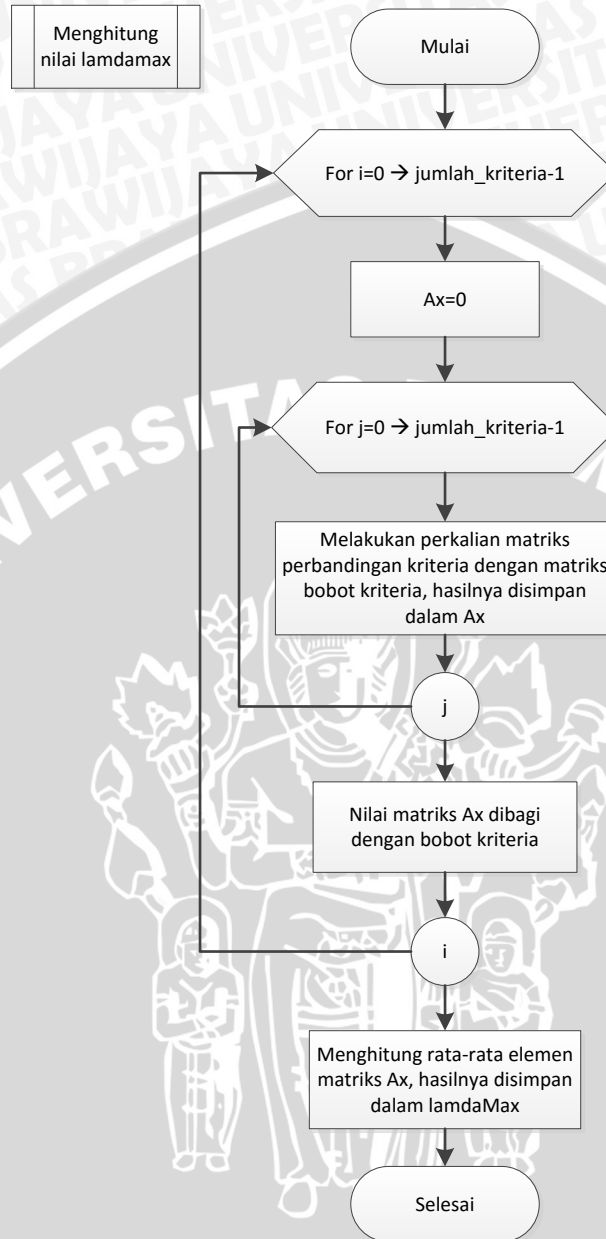 Menghitung
nilai lamdamax
Mulai
For i=0 → jumlah_kriteria-1
Ax=0
For j=0 → jumlah_kriteria-1
Melakukan perkalian matriks
perbandingan kriteria dengan matriks
bobot kriteria, hasilnya disimpan
dalam Ax
j
Nilai matriks Ax dibagi
dengan bobot kriteria
i
Menghitung rata-rata elemen
matriks Ax, hasilnya disimpan
dalam lamdaMax
Selesai